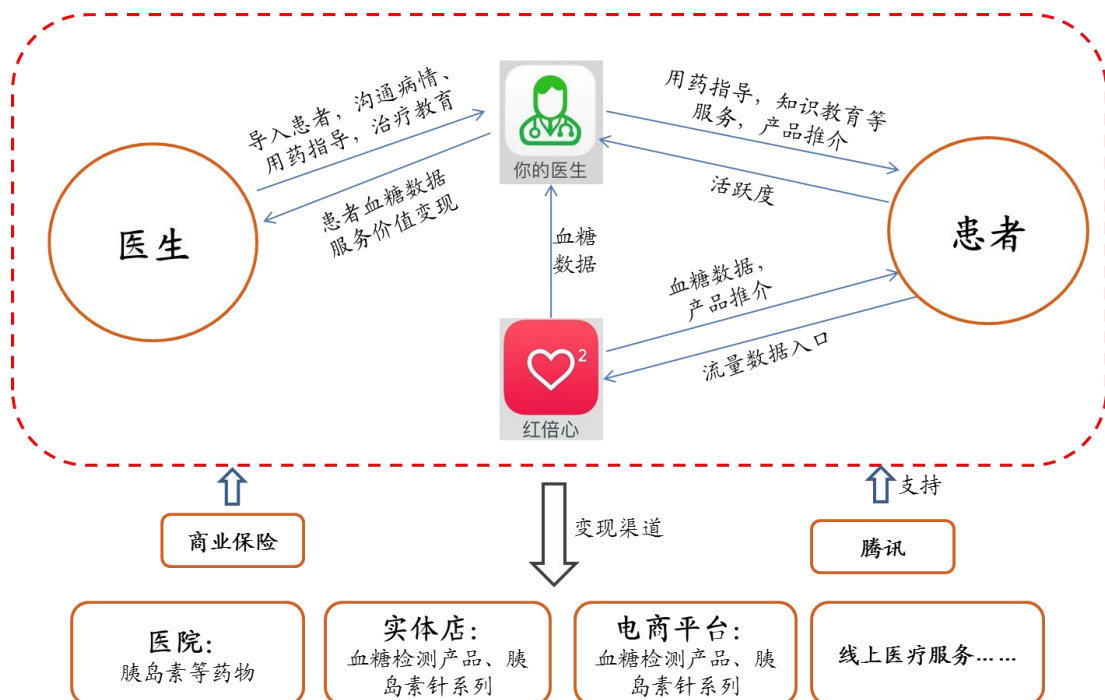 导入患者，沟通病情、
用药指导，治疗教育
患者血糖数据
服务价值变现
医生
你的医生
用药指导，知识教育等
服务，产品推介
活跃度
患者
血糖
数据
血糖数据，
产品推介
流量数据入口
2
红倍心
商业保险
变现渠道
支持
腾讯
医院：
胰岛素等药物
实体店：
血糖检测产品、胰
岛素针系列
电商平台：
血糖检测产品、胰
岛素针系列
线上医疗服务……